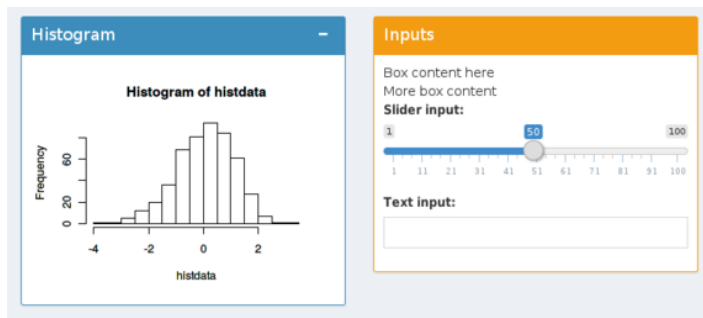 Histogram −
Histogram of histdata
Frequency
60
20
0
-4 -2 0 2
histdata
Inputs
Box content here
More box content
Slider input:
1 50 100
1 11 21 31 41 51 61 71 81 91 100
Text input: